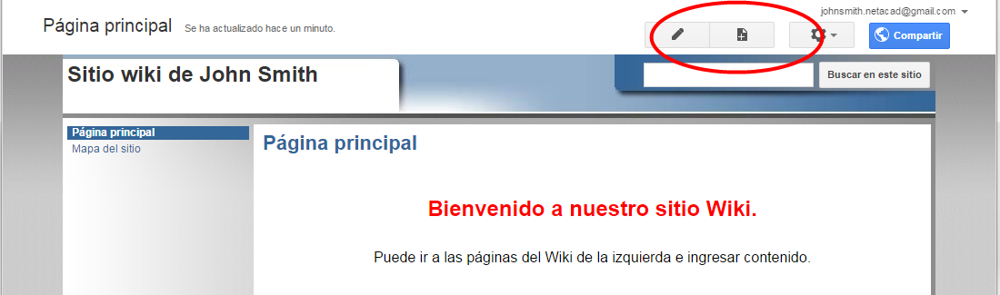 johnsmith.netacad@gmail.com
Página principal Se ha actualizado hace un minuto.
Compartir
Sitio wiki de John Smith
Buscar en este sitio
Página principal
Mapa del sitio
Página principal
Bienvenido a nuestro sitio Wiki.
Puede ir a las páginas del Wiki de la izquierda e ingresar contenido.